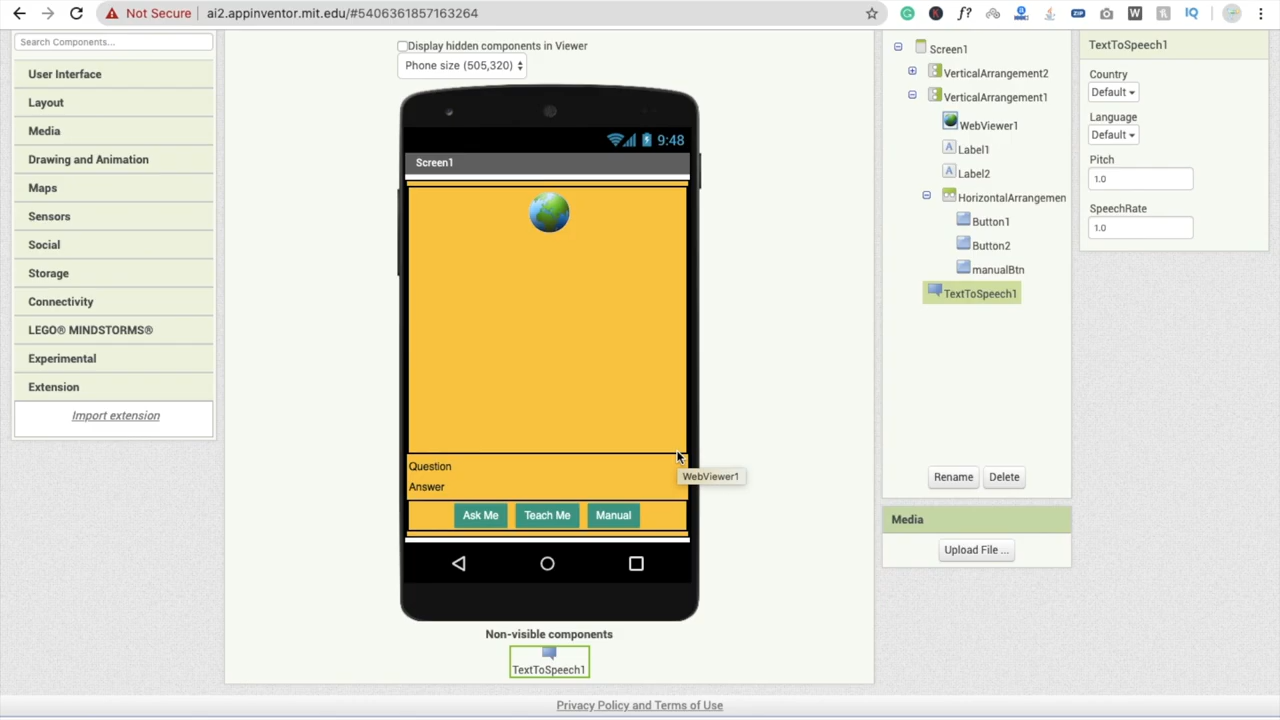 Not Secure
ai2.appinventor.mit.edu/#5406361857163264
f?
ZIP
W
IQ
Search Components...
User Interface
Layout
Media
Drawing and Animation
Maps
Sensors
Social
Storage
Connectivity
LEGO® MINDSTORMS®
Experimental
Extension
Import extension
Display hidden components in Viewer
Phone size (505,320)
9:48
Screen1
Question
WebViewer1
Answer
Ask Me
Teach Me
Manual
Non-visible components
TextToSpeech1
Screen1
VerticalArrangement2
VerticalArrangement1
WebViewer1
A Label1
A Label2
HorizontalArrangemen
Button1
Button2
manualBtn
TextToSpeech1
Rename
Delete
Media
Upload File ...
TextToSpeech1
Country
Default
Language
Default
Pitch
1.0
SpeechRate
1.0
Privacy Policy and Terms of Use